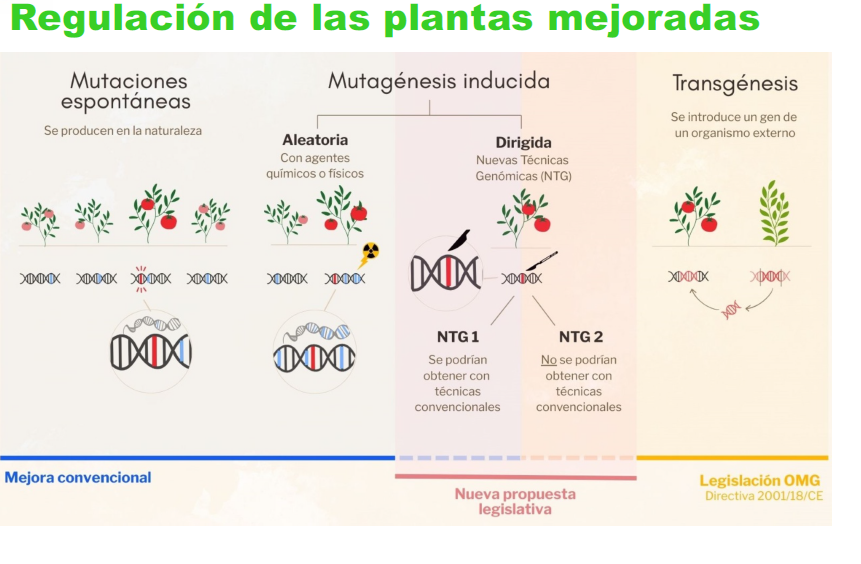 Regulación de las plantas mejoradas
Mutaciones
espontáneas
Se producen en la naturaleza
Mutagénesis inducida
Aleatoria
Con agentes
químicos o físicos
Dirigida
Nuevas Técnicas
Genómicas (NTG)
NTG 1
Se podrían
obtener con
técnicas
convencionales
NTG 2
No se podrían
obtener con
técnicas
convencionales
Transgénesis
Se introduce un gen de
un organismo externo
Mejora convencional
Nueva propuesta
legislativa
Legislación OMG
Directiva 2001/18/CE